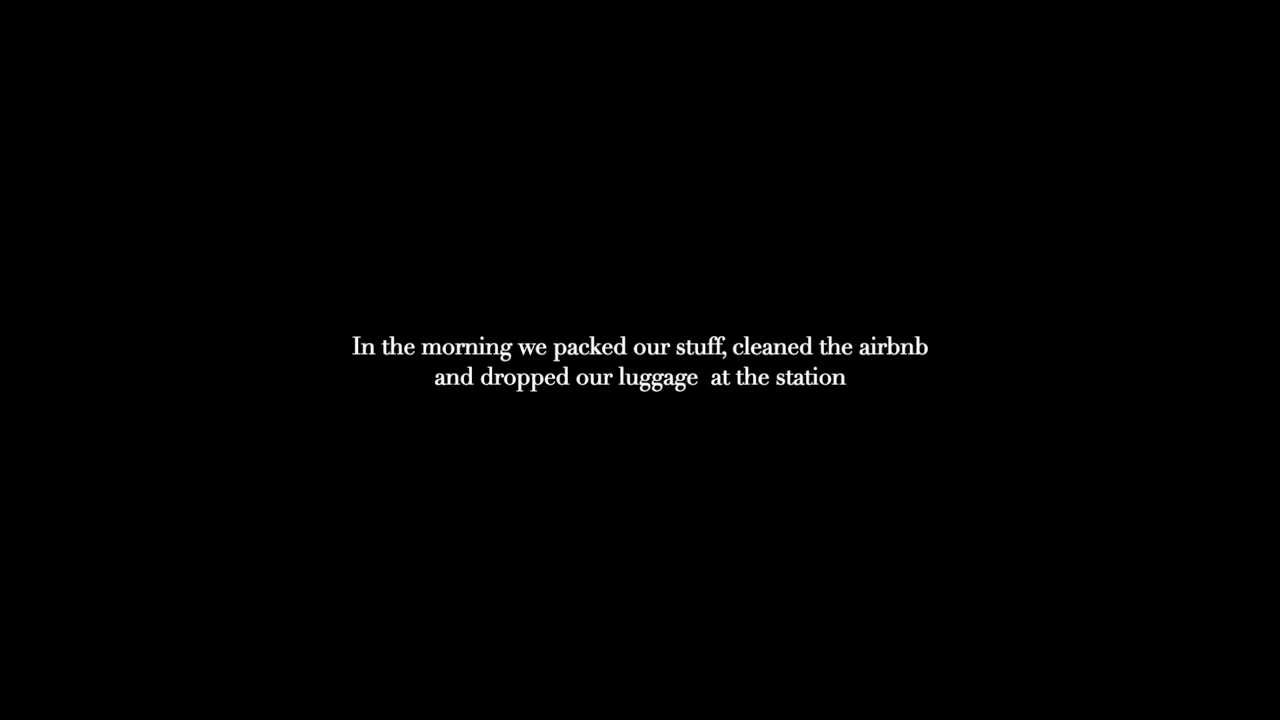 In the morning we packed our stuff, cleaned the airbnb
and dropped our luggage  at the station